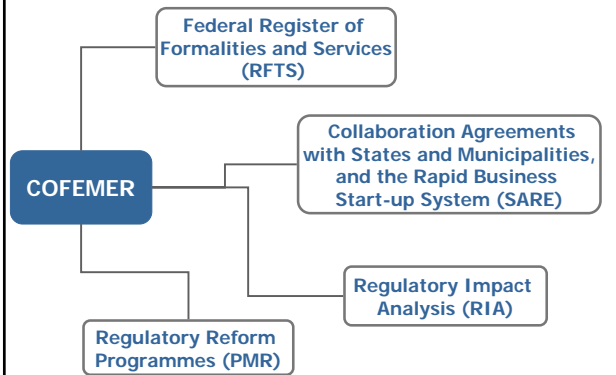 Federal Register of
Formalities and Services
(RFTS)
Collaboration Agreements
with States and Municipalities,
and the Rapid Business
Start-up System (SARE)
COFEMER
Regulatory Impact
Analysis (RIA)
Regulatory Reform
Programmes (PMR)